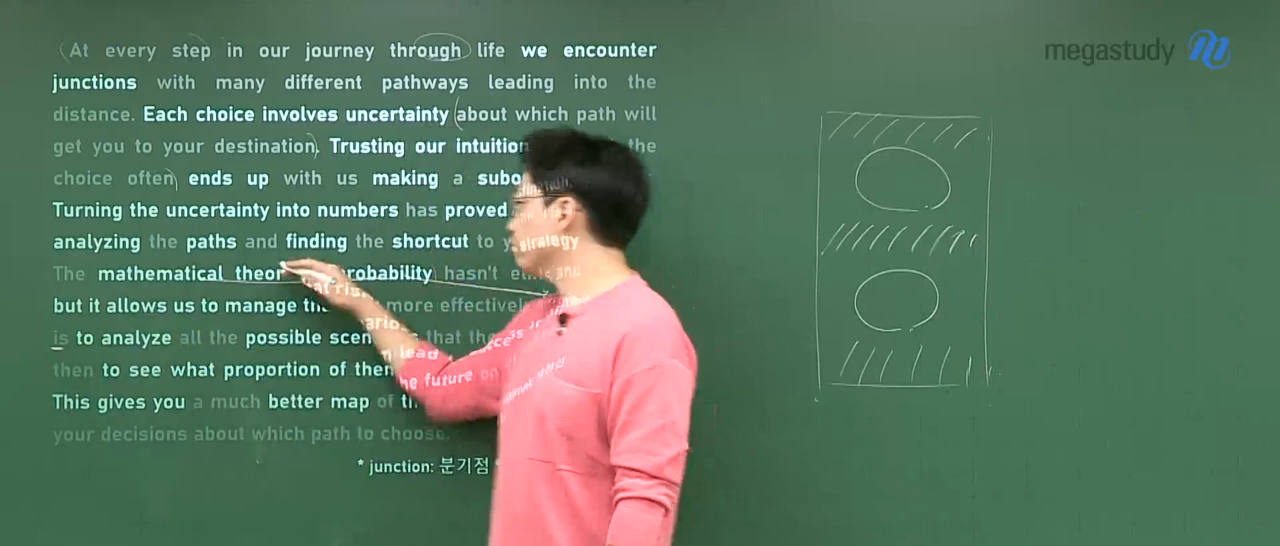 At every step in our journey through life we encounter
junctions with many different pathways leading into the
distance. Each choice involves uncertainty about which path will
get you to your destination. Trusting our intuition the
choice often ends up with us making a
Turning the uncertainty into numbers has proved
analyzing the paths and finding the shortcut to
strategy
The mathematical probability hasn't
but it allows us to manage more effectively
is to analyze all the possible that
then to see what proportion of
lead
the future
This gives you a much better map of
your decisions about which path to choose.
* junction: 분기점
megastudy